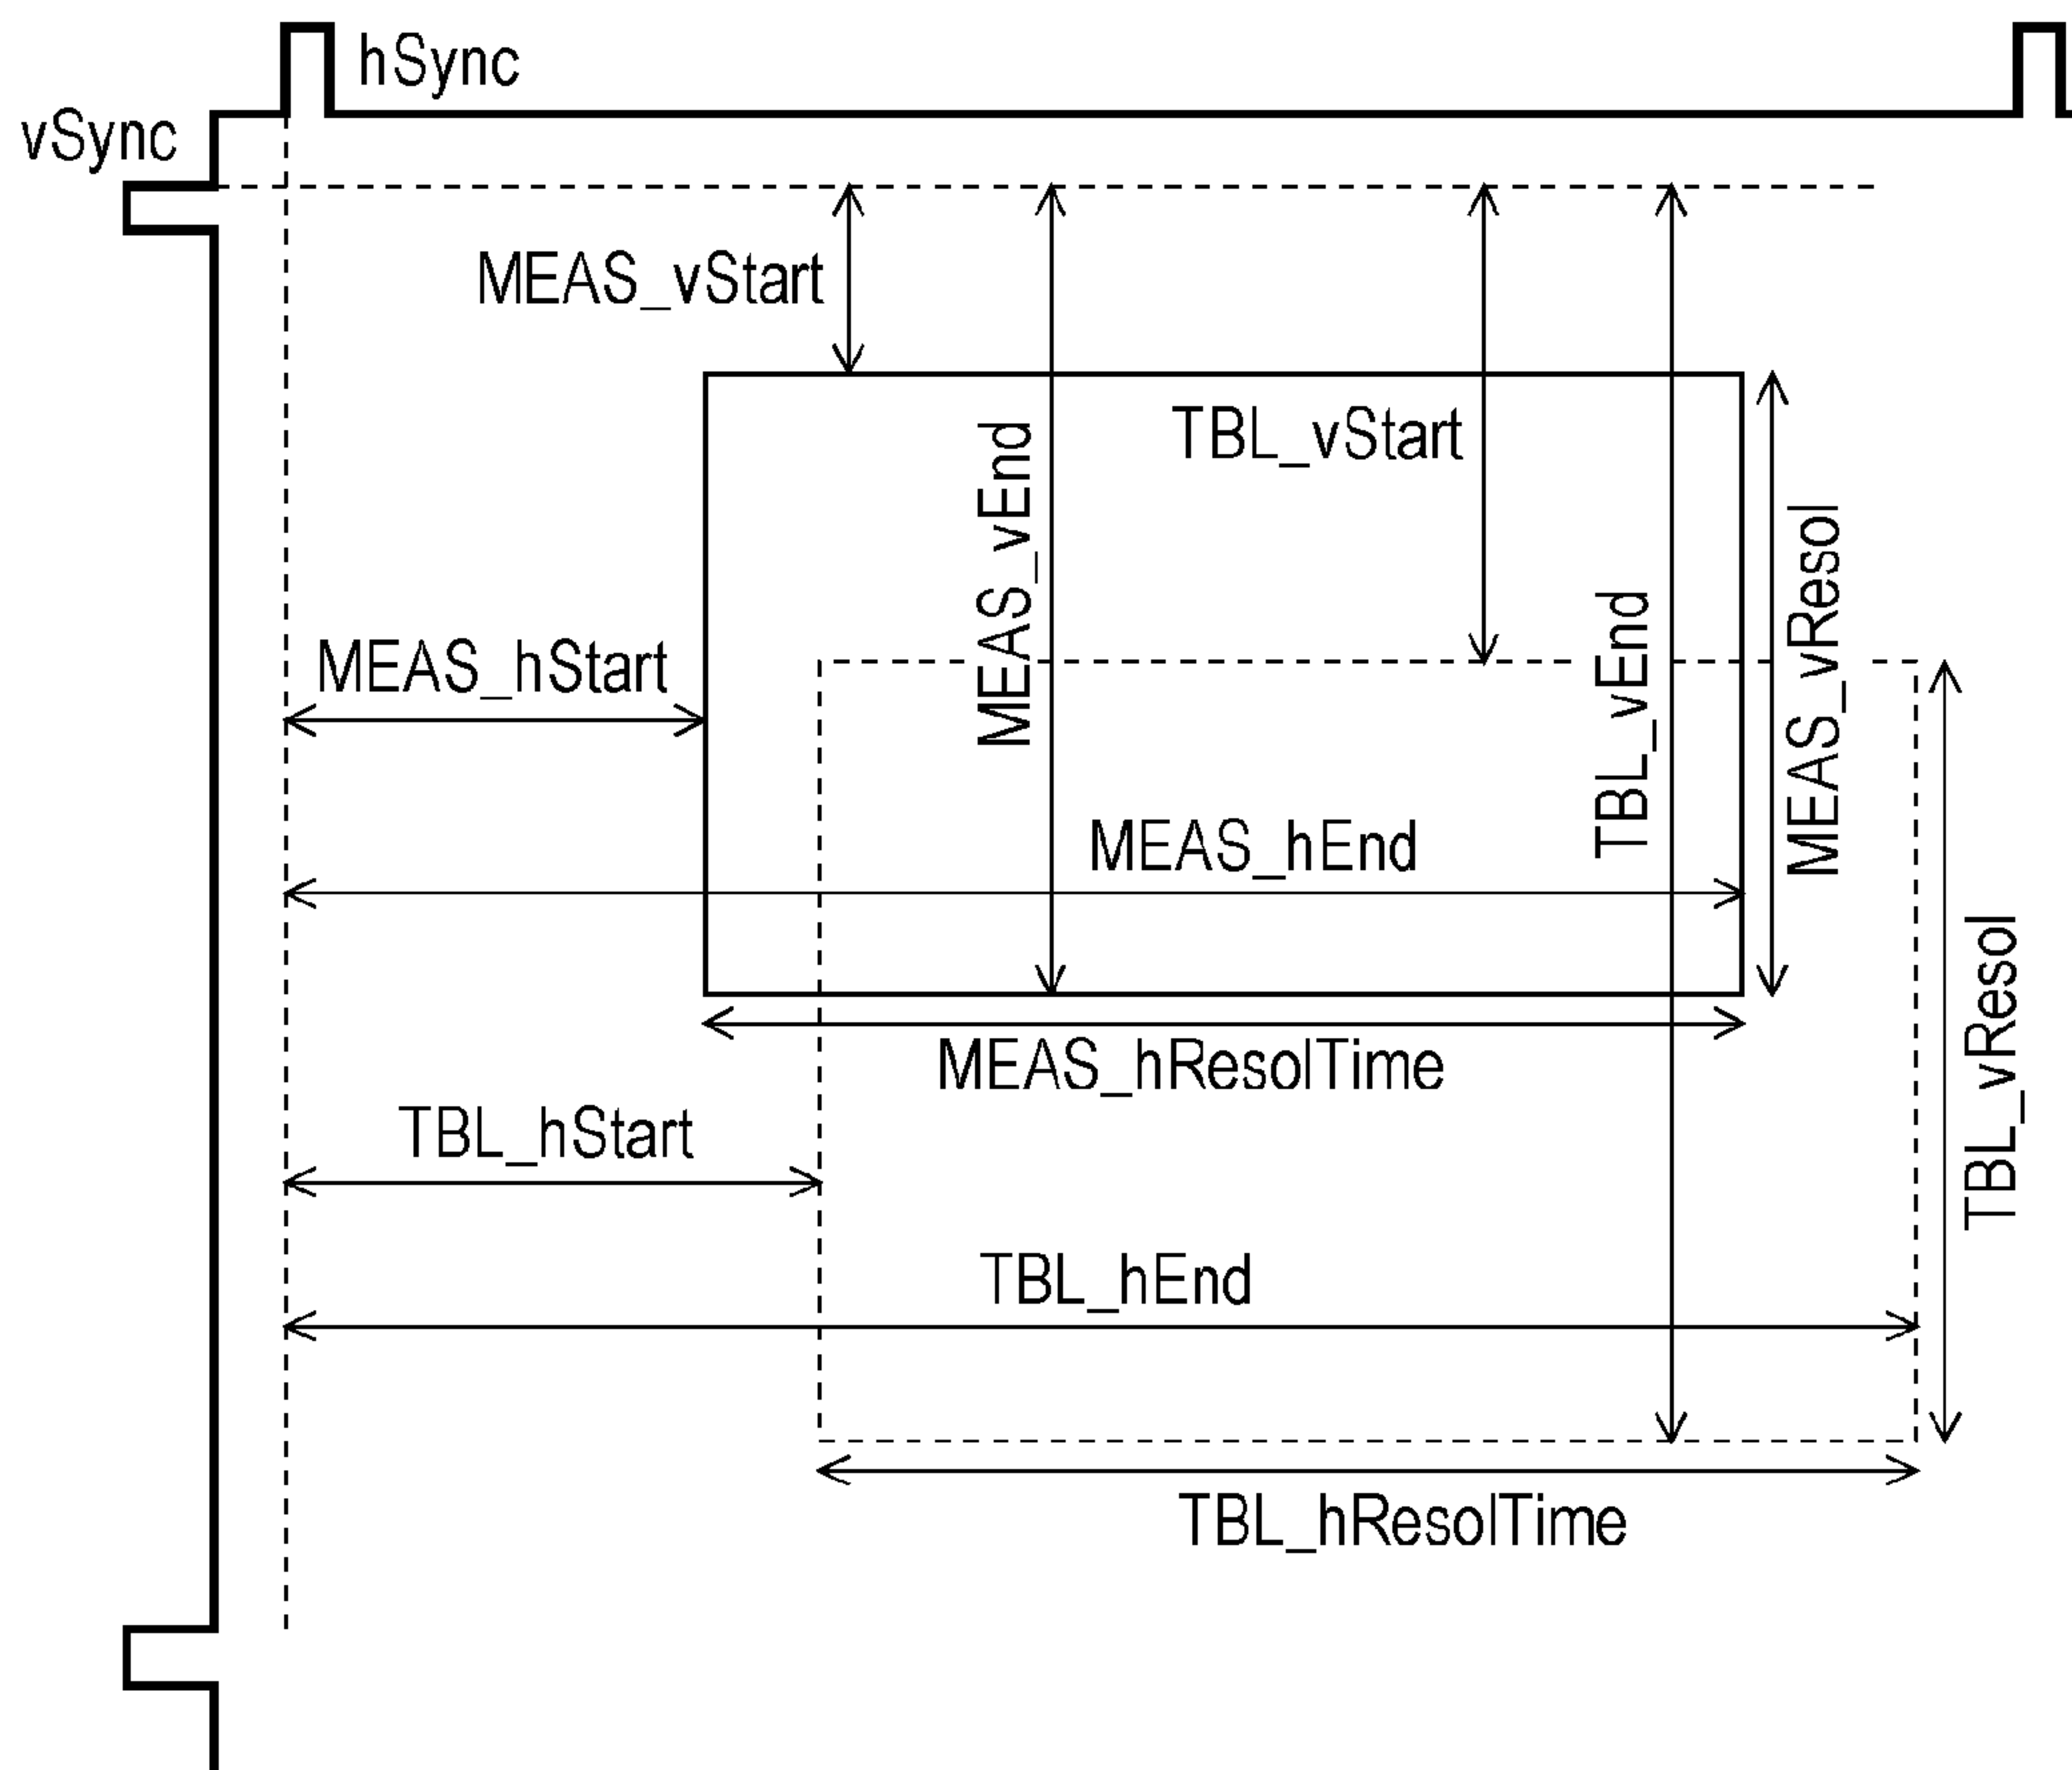 hSync
vSync
MEAS_vStart
TBL_vStart
MEAS_vEnd
MEAS_vResol
TBL_vEnd
MEAS_hStart
MEAS_hEnd
TBL_vResol
MEAS_hResolTime
TBL_hStart
TBL_hEnd
TBL_hResolTime